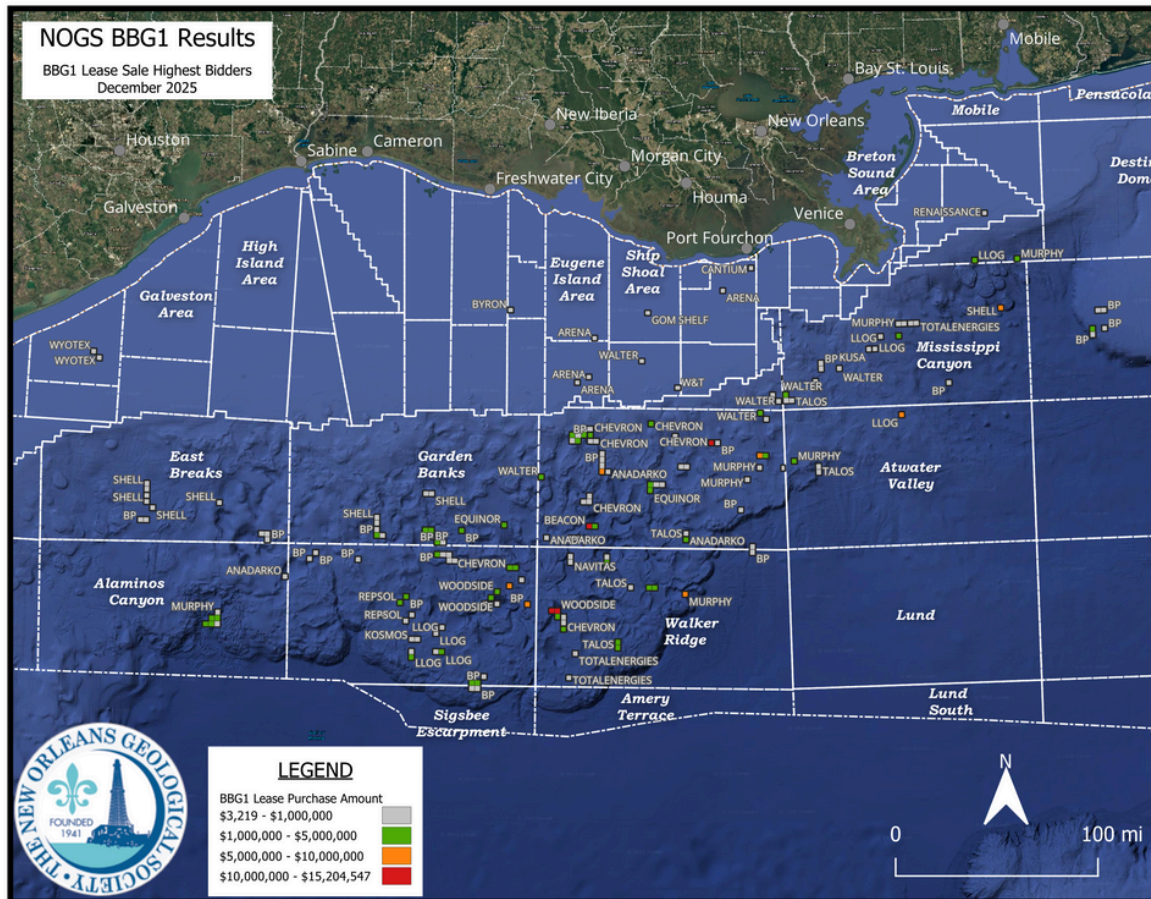 NOGS BBG1 Results
BBG1 Lease Sale Highest Bidders
December 2025
Mobile
Bay St. Louis
Pensacola
Mobile
New Iberia
New Orleans
Houston
Cameron
Sabine
Morgan City
Breton
Sound
Area
Destin
Dome
Freshwater City
Houma
Galveston
Venice
RENAISSANCE
High
Island
Area
Port Fourchon
Eugene
Island
Area
Ship
Shoal
Area
CANTIUM
LLOG
MURPHY
Galveston
Area
ARENA
BYRON
GOM SHELF
SHELL
BP
MURPHY
TOTALENERGIES
BP
WYOTEX
WYOTEX
ARENA
LLOG
LLOG
BP
Mississippi
Canyon
WALTER
BP
KUSA
WALTER
ARENA
ARENA
W&T
WALTER
BP
WALTER
TALOS
WALTER
LLOG
BP
CHEVRON
CHEVRON
CHEVRON
CHEVRON
BP
East
Breaks
Garden
Banks
BP
MURPHY
MURPHY
TALOS
Atwater
Valley
WALTER
ANADARKO
MURPHY
SHELL
SHELL
SHELL
SHELL
SHELL
EQUINOR
BP
CHEVRON
BP
SHELL
EQUINOR
BEACON
BP
BP
BP
BP
ANADARKO
TALOS
ANADARKO
BP
BP
BP
BP
CHEVRON
NAVITAS
ANADARKO
Alaminos
Canyon
WOODSIDE
TALOS
MURPHY
REPSOL
BP
WOODSIDE
BP
WOODSIDE
MURPHY
REPSOL
CHEVRON
Walker
Ridge
Lund
LLOG
KOSMOS
LLOG
TALOS
LLOG
LLOG
TOTALENERGIES
BP
BP
TOTALENERGIES
Sigsbee
Escarpment
Amery
Terrace
Lund
South
THE NEW ORLEANS GEOLOGICAL SOCIETY
FOUNDED
1941
LEGEND
BBG1 Lease Purchase Amount
$3,219 - $1,000,000
$1,000,000 - $5,000,000
$5,000,000 - $10,000,000
$10,000,000 - $15,204,547
N
0
100 mi